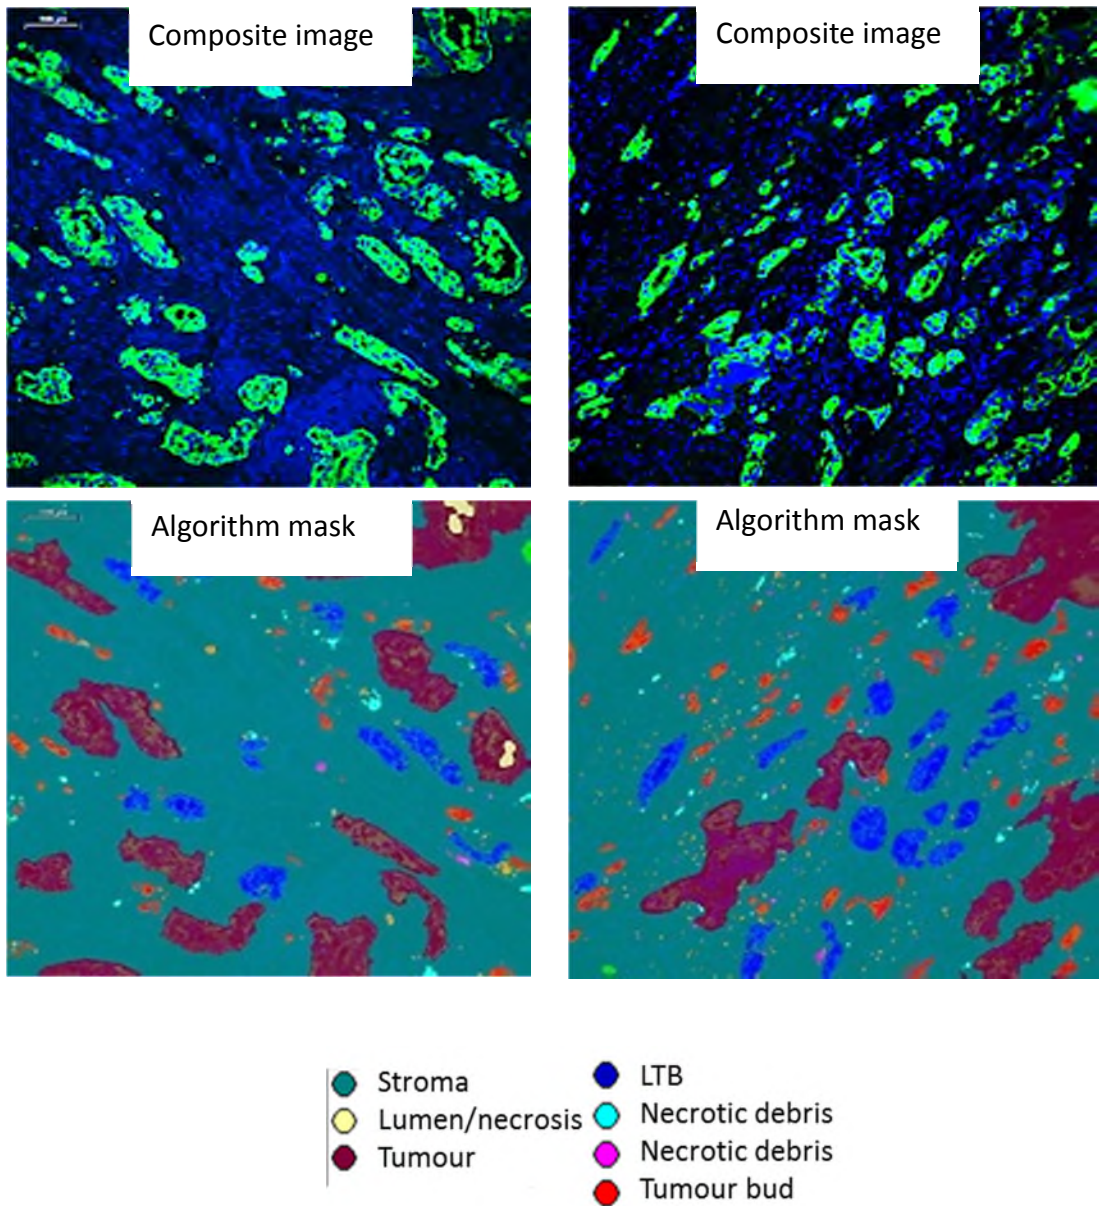 Composite image
Composite image
Algorithm mask
Algorithm mask
Stroma
Lumen/necrosis
Tumour
LTB
Necrotic debris
Necrotic debris
Tumour bud